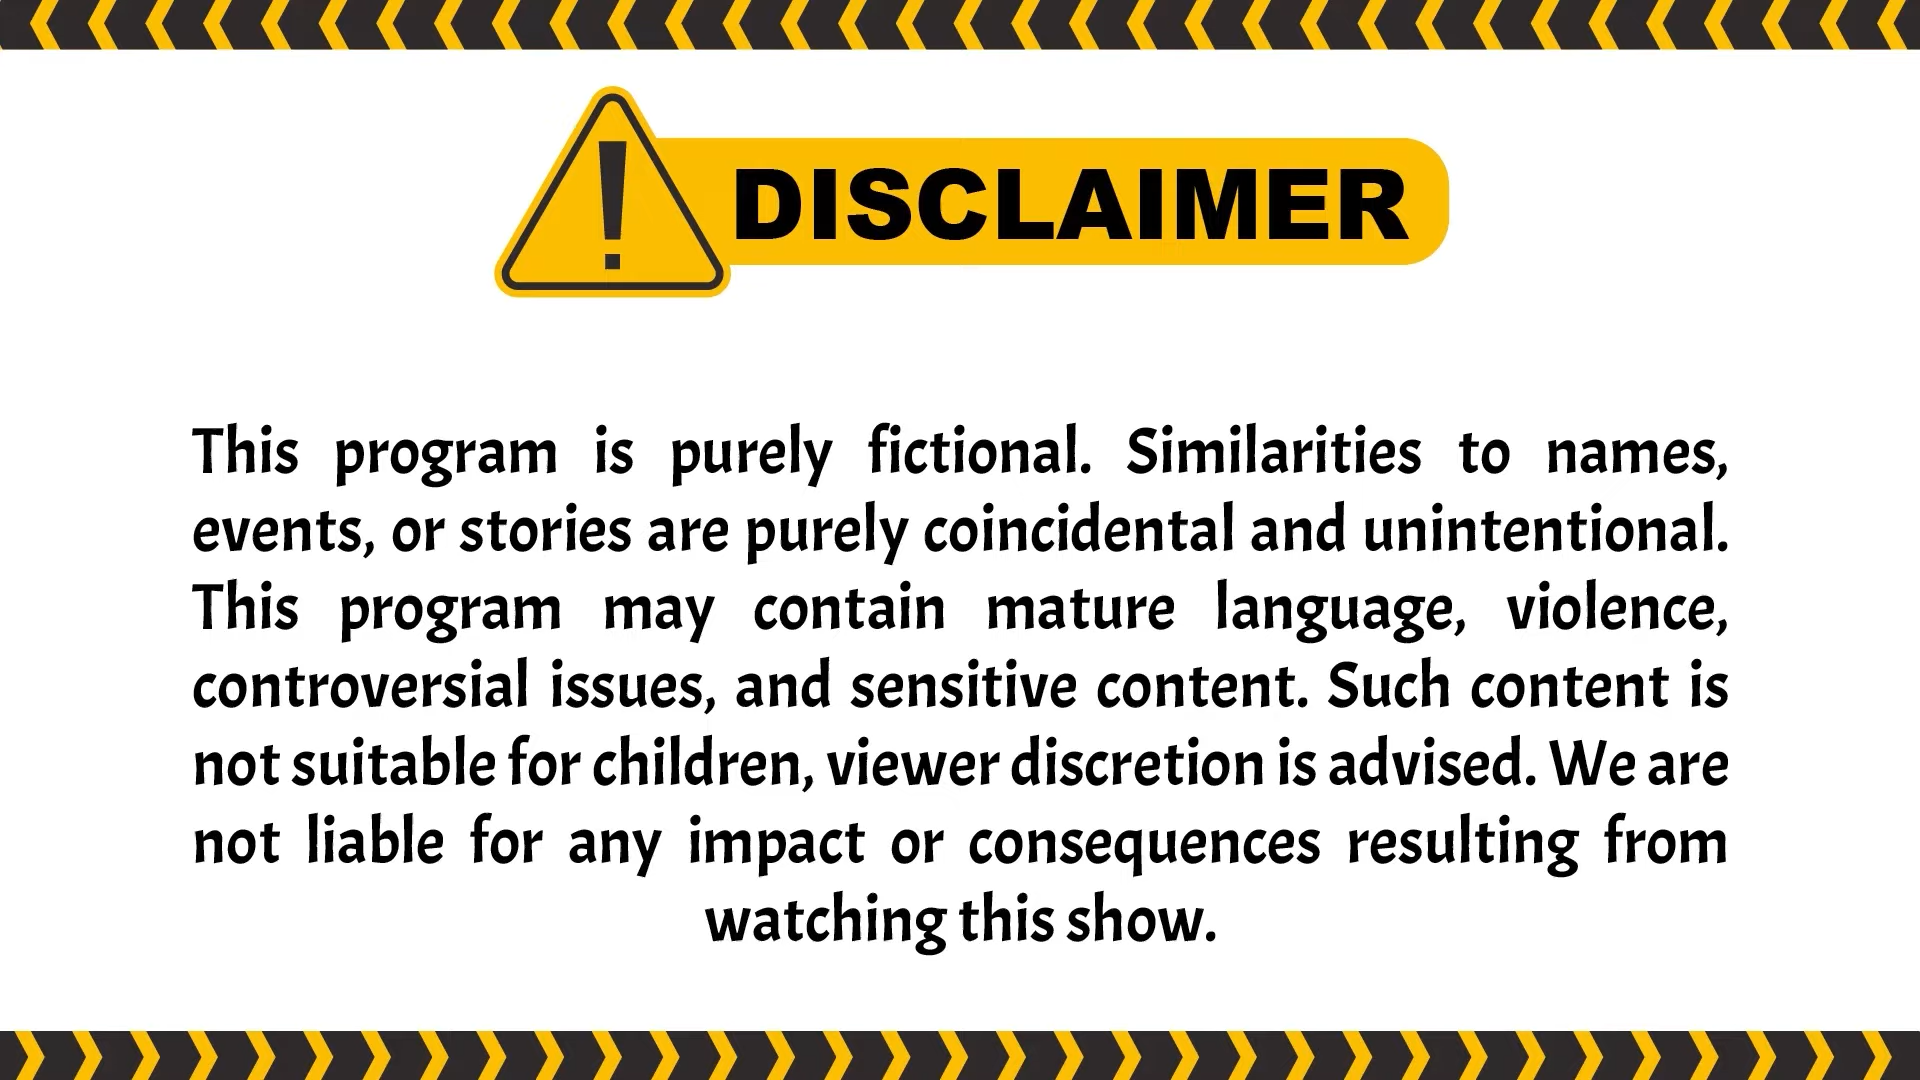 DISCLAIMER
This program is purely fictional. Similarities to names,
events, or stories are purely coincidental and unintentional.
This program may contain mature language, violence,
controversial issues, and sensitive content. Such content is
not suitable for children, viewer discretion is advised. We are
not liable for any impact or consequences resulting from
watching this show.